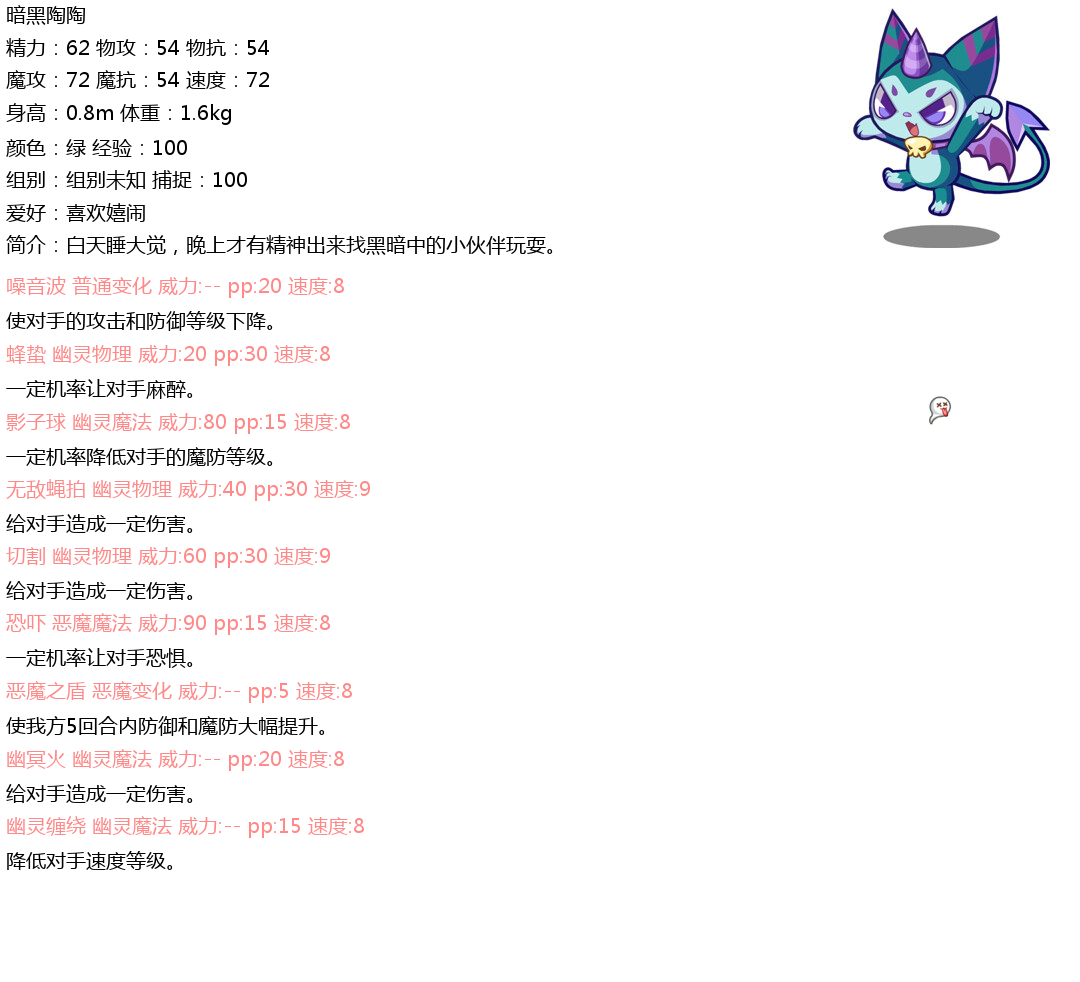 暗黑陶陶
精力：62 物攻：54 物抗：54
魔攻：72 魔抗：54 速度：72
身高：0.8m 体重：1.6kg
颜色：绿 经验：100
组别：组别未知 捕捉：100
爱好：喜欢嬉闹
简介：白天睡大觉，晚上才有精神出来找黑暗中的小伙伴玩耍。
噪音波 普通变化 威力:-- pp:20 速度:8
使对手的攻击和防御等级下降。
蜂蛰 幽灵物理 威力:20 pp:30 速度:8
一定机率让对手麻醉。
影子球 幽灵魔法 威力:80 pp:15 速度:8
一定机率降低对手的魔防等级。
无敌蝇拍 幽灵物理 威力:40 pp:30 速度:9
给对手造成一定伤害。
切割 幽灵物理 威力:60 pp:30 速度:9
给对手造成一定伤害。
恐吓 恶魔魔法 威力:90 pp:15 速度:8
一定机率让对手恐惧。
恶魔之盾 恶魔变化 威力:-- pp:5 速度:8
使我方5回合内防御和魔防大幅提升。
幽冥火 幽灵魔法 威力:-- pp:20 速度:8
给对手造成一定伤害。
幽灵缠绕 幽灵魔法 威力:-- pp:15 速度:8
降低对手速度等级。